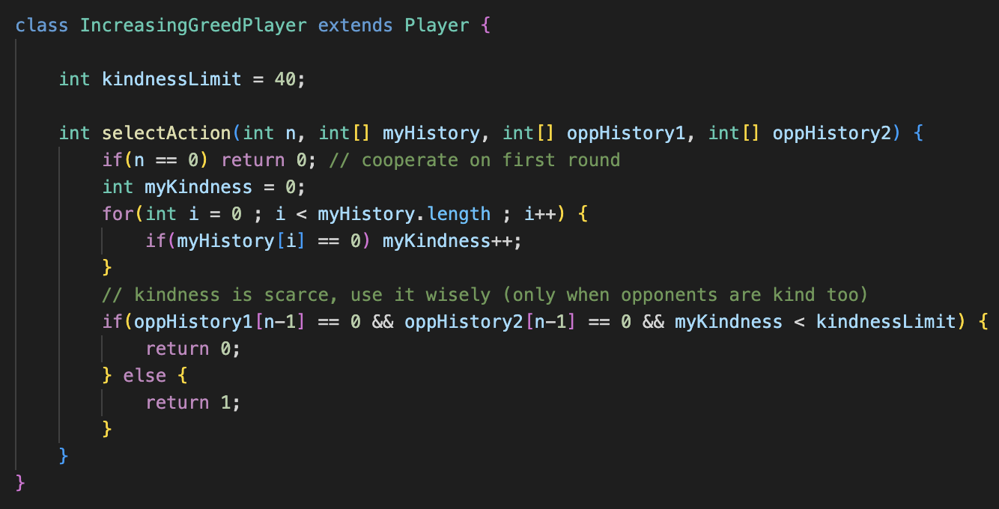 class IncreasingGreedPlayer extends Player {
int kindnessLimit = 40;
int selectAction(int n, int[] myHistory, int[] oppHistory1, int[] oppHistory2) {
if(n == 0) return 0; // cooperate on first round
int myKindness = 0;
for(int i = 0 ; i < myHistory.length ; i++) {
if(myHistory[i] == 0) myKindness++;
}
// kindness is scarce, use it wisely (only when opponents are kind too)
if(oppHistory1[n-1] == 0 && oppHistory2[n-1] == 0 && myKindness < kindnessLimit) {
return 0;
} else {
return 1;
}
}
}